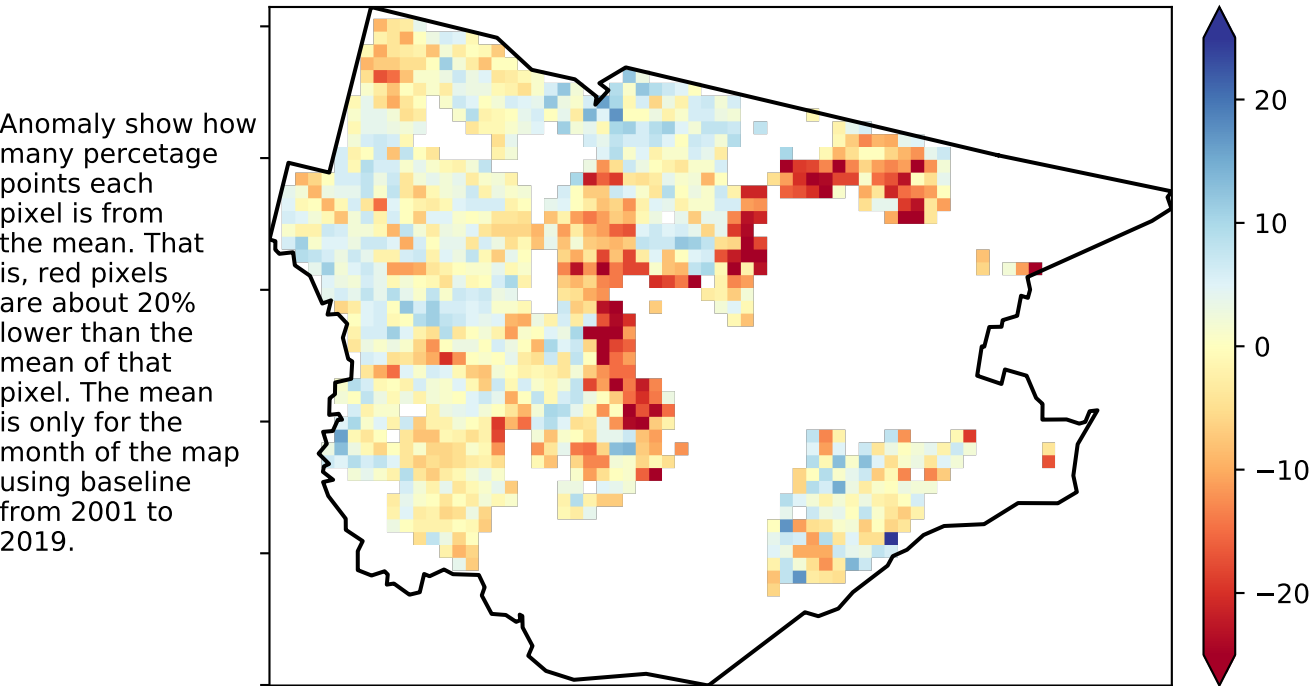 Anomaly show how
many percetage
points each
pixel is from
the mean. That
is, red pixels
are about 20%
lower than the
mean of that
pixel. The mean
is only for the
month of the map
using baseline
from 2001 to
2019.
20
10
0
−10
−20